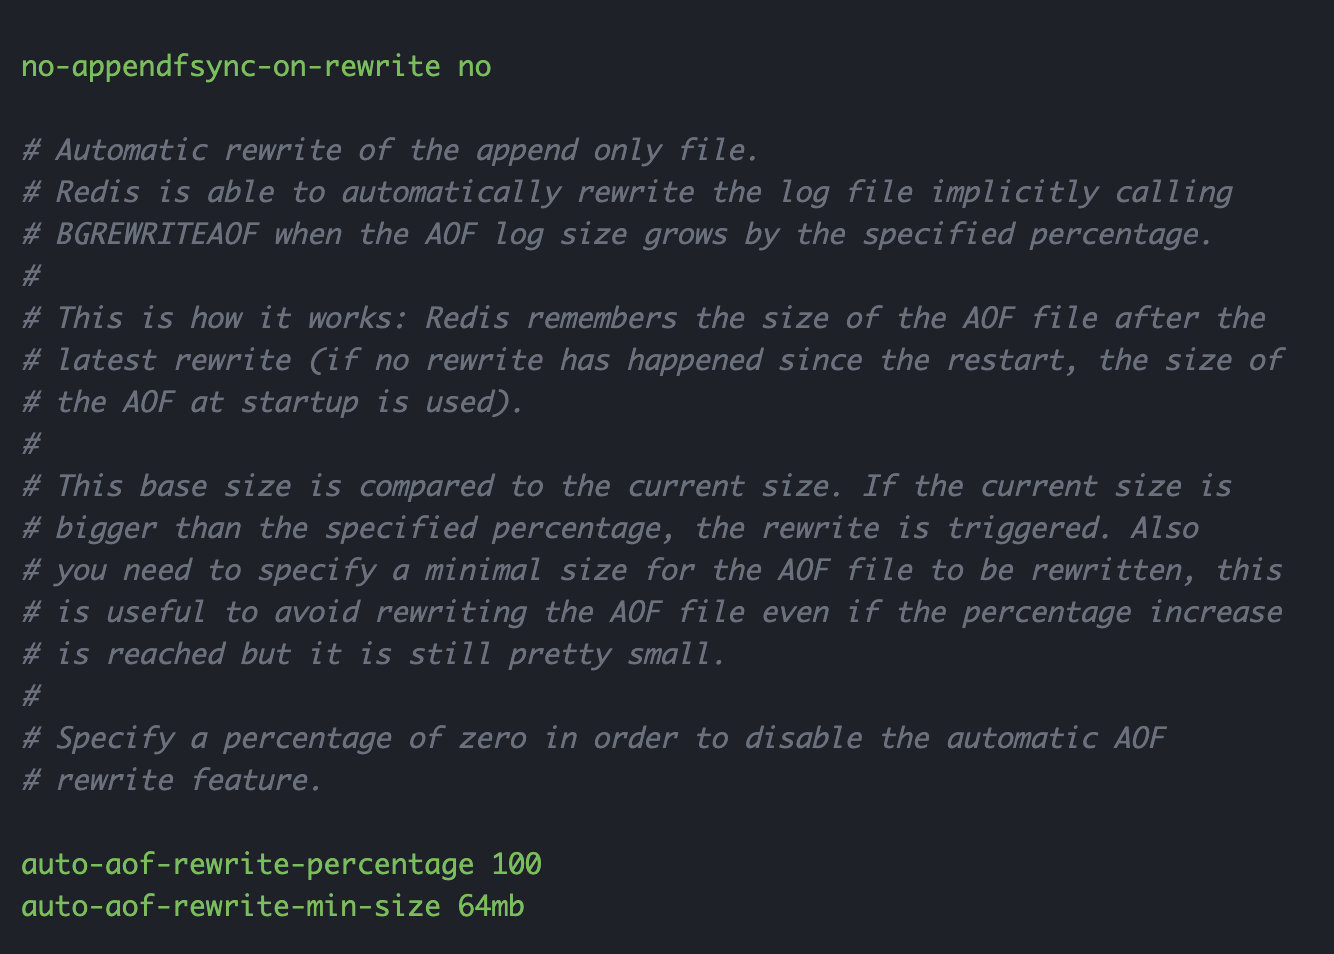 no-appendfsync-on-rewrite no
# Automatic rewrite of the append only file.
# Redis is able to automatically rewrite the log file implicitly calling
# BGREWRITEAOF when the AOF log size grows by the specified percentage.
#
# This is how it works: Redis remembers the size of the AOF file after the
# latest rewrite (if no rewrite has happened since the restart, the size of
# the AOF at startup is used).
#
# This base size is compared to the current size. If the current size is
# bigger than the specified percentage, the rewrite is triggered. Also
# you need to specify a minimal size for the AOF file to be rewritten, this
# is useful to avoid rewriting the AOF file even if the percentage increase
# is reached but it is still pretty small.
#
# Specify a percentage of zero in order to disable the automatic AOF
# rewrite feature.
auto-aof-rewrite-percentage 100
auto-aof-rewrite-min-size 64mb